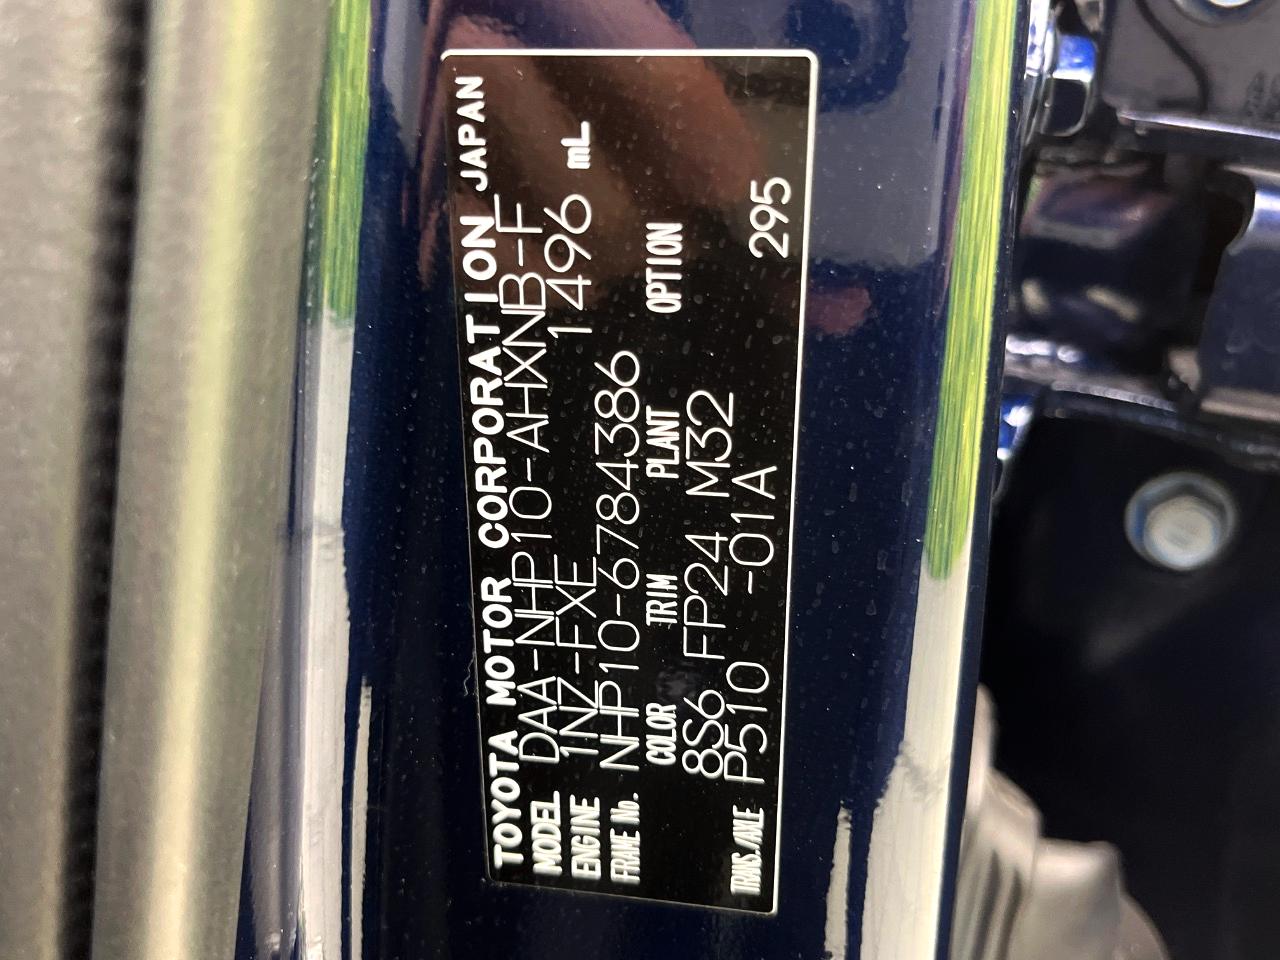 TOYOTA MOTOR CORPORATION JAPAN
MODEL DAA-NHP10-AHXNB-F
ENGINE 1NZ-FXE 1496 mL
FRAME No. NHP10-6784386
COLOR TRIM PLANT OPTION
8S6 FP24 M32
TRANS./AXLE P510 -01A 295